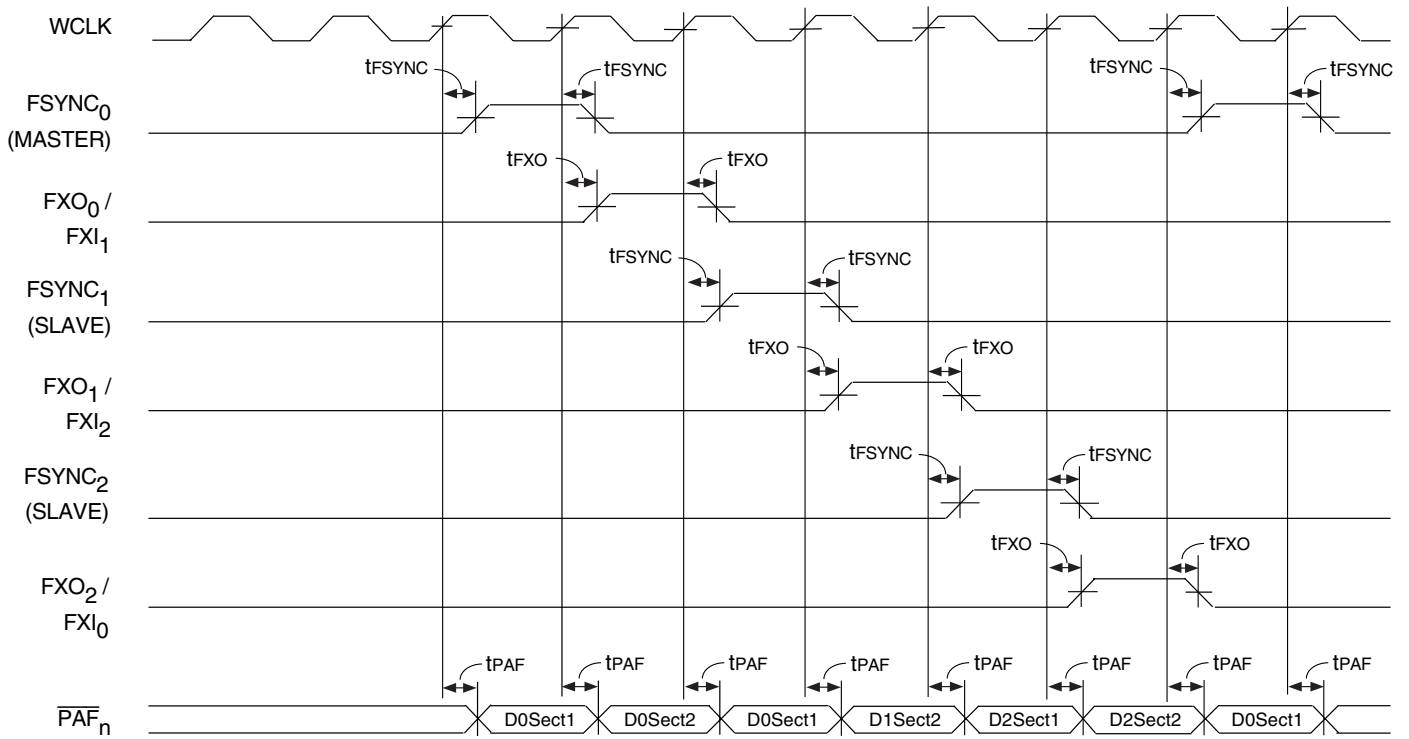 WCLK
tFSYNC tFSYNC tFSYNC tFSYNC
FSYNC0
(MASTER)
tFXO tFXO
FXO0 /
FXI1
tFSYNC tFSYNC
FSYNC1
(SLAVE)
tFXO tFXO
FXO1 /
FXI2
tFSYNC tFSYNC
FSYNC2
(SLAVE)
tFXO tFXO
FXO2 /
FXI0
tPAF tPAF tPAF tPAF tPAF tPAF tPAF tPAF
PAFn D0Sect1 D0Sect2 D0Sect1 D1Sect2 D2Sect1 D2Sect2 D0Sect1